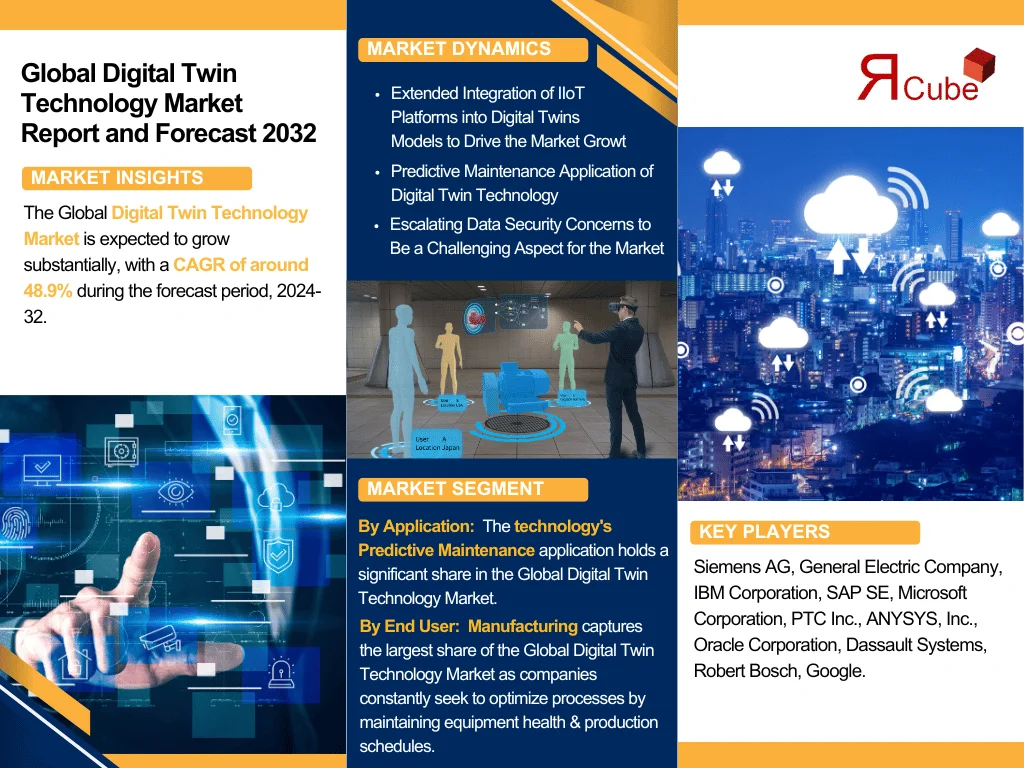 Global Digital Twin
Technology Market
Report and Forecast 2032
MARKET INSIGHTS
The Global Digital Twin Technology
Market is expected to grow
substantially, with a CAGR of around
48.9% during the forecast period, 2024-
32.
MARKET DYNAMICS
• Extended Integration of IIoT
Platforms into Digital Twins
Models to Drive the Market Growt
• Predictive Maintenance Application of
Digital Twin Technology
• Escalating Data Security Concerns to
Be a Challenging Aspect for the Market
User A
Location Japan
MARKET SEGMENT
By Application: The technology's
Predictive Maintenance application holds a
significant share in the Global Digital Twin
Technology Market.
By End User: Manufacturing captures
the largest share of the Global Digital Twin
Technology Market as companies
constantly seek to optimize processes by
maintaining equipment health & production
schedules.
ЯCube
KEY PLAYERS
Siemens AG, General Electric Company,
IBM Corporation, SAP SE, Microsoft
Corporation, PTC Inc., ANYSYS, Inc.,
Oracle Corporation, Dassault Systems,
Robert Bosch, Google.